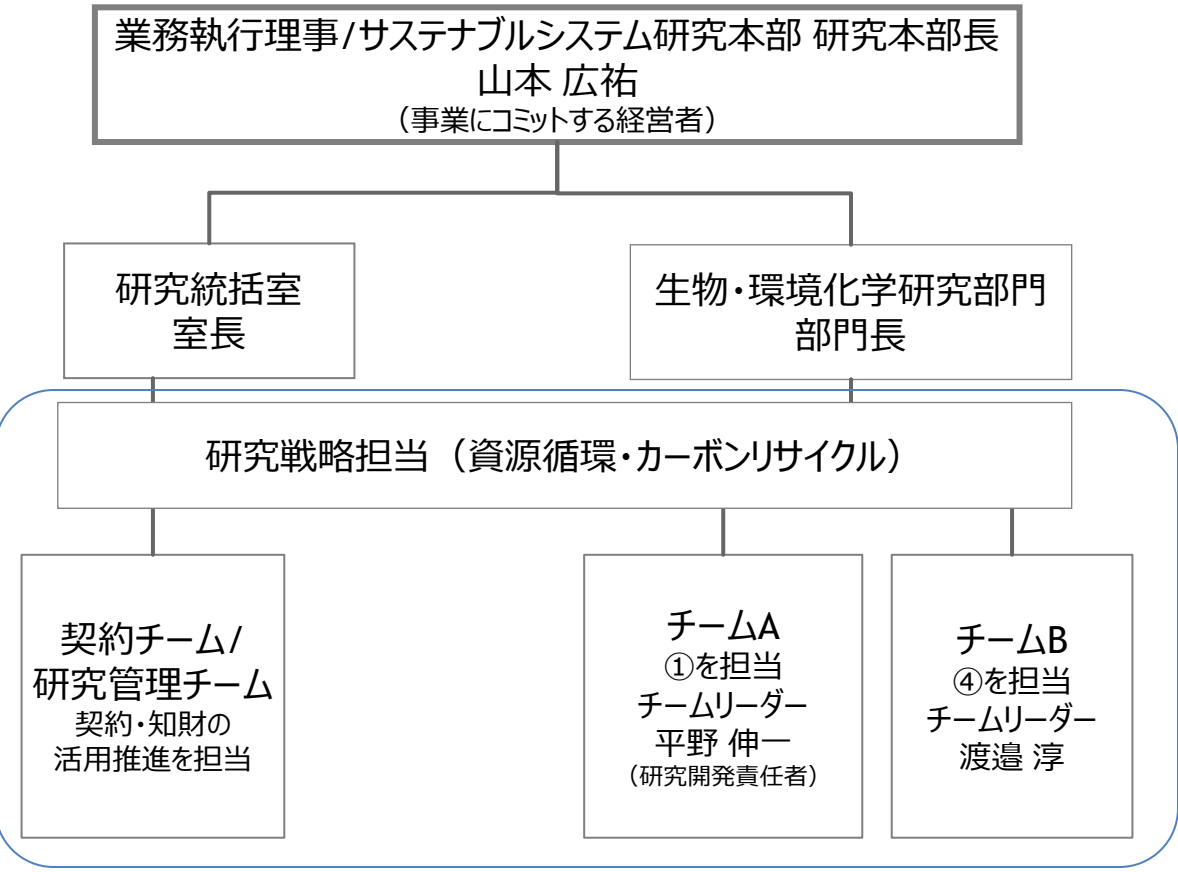 業務執行理事/サステナブルシステム研究本部 研究本部長
山本 広祐
（事業にコミットする経営者）
研究統括室
室長
生物・環境化学研究部門
部門長
研究戦略担当（資源循環・カーボンリサイクル）
契約チーム/
研究管理チーム
契約・知財の
活用推進を担当
チームA
①を担当
チームリーダー
平野 伸一
（研究開発責任者）
チームB
④を担当
チームリーダー
渡邉 淳